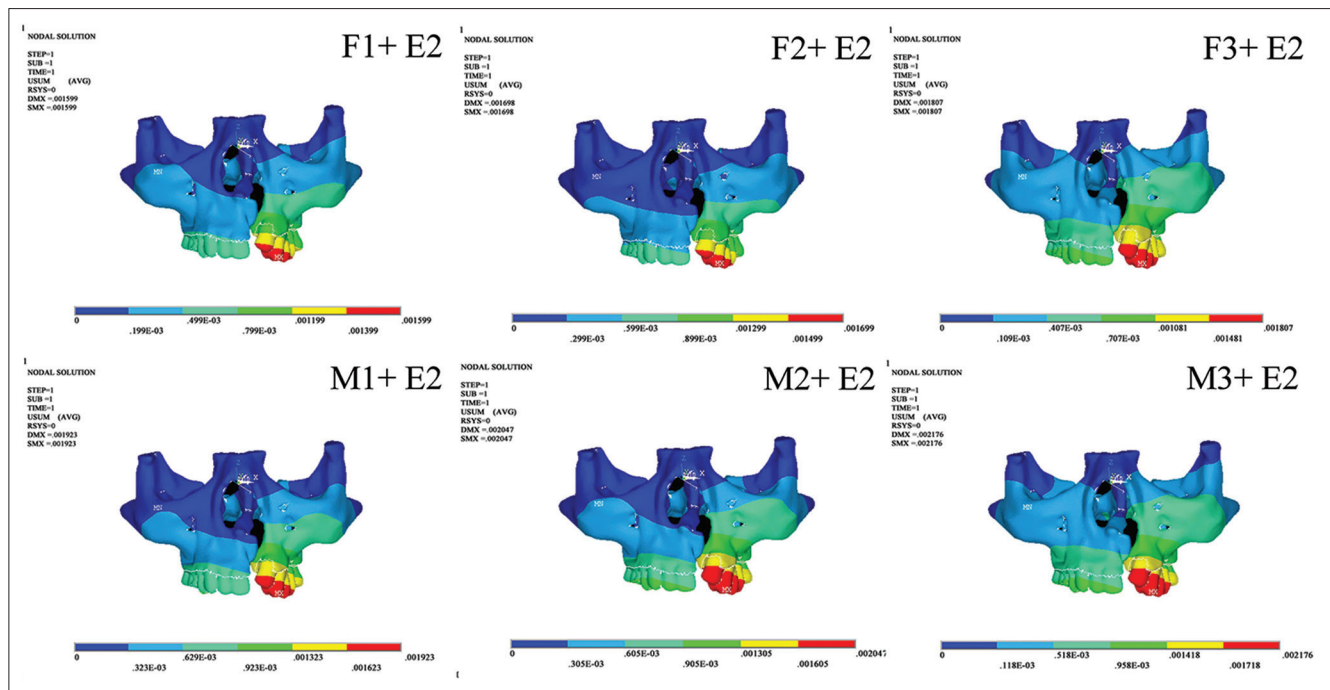 1
NODAL SOLUTION
F1+ E2
STEP=1
SUB =1
TIME=1
USUM (AVG)
RSYS=0
DMX=.001599
SMX=.001599
X
MN
MX
0 .499E-03 .001199 .001599
.199E-03 .799E-03 .001399
1
NODAL SOLUTION
F2+ E2
STEP=1
SUB =1
TIME=1
USUM (AVG)
RSYS=0
DMX=.001698
SMX=.001698
X
MN
MX
0 .599E-03 .001299 .001699
.299E-03 .899E-03 .001499
1
NODAL SOLUTION
F3+ E2
STEP=1
SUB =1
TIME=1
USUM (AVG)
RSYS=0
DMX=.001807
SMX=.001807
X
MN
MX
0 .407E-03 .001081 .001807
.109E-03 .707E-03 .001481
1
NODAL SOLUTION
M1+ E2
STEP=1
SUB =1
TIME=1
USUM (AVG)
RSYS=0
DMX=.001923
SMX=.001923
X
MN
MX
0 .629E-03 .001323 .001923
.323E-03 .923E-03 .001623
NODAL SOLUTION
M2+ E2
STEP=1
SUB =1
TIME=1
USUM (AVG)
RSYS=0
DMX =.002047
SMX =.002047
X
MN
MX
0 .605E-03 .001305 .002047
.305E-03 .905E-03 .001605
1
1
NODAL SOLUTION
M3+ E2
STEP=1
SUB =1
TIME=1
USUM (AVG)
RSYS=0
DMX=.002176
SMX =.002176
X
MN
MX
0 .518E-03 .001418 .002176
.118E-03 .958E-03 .001718